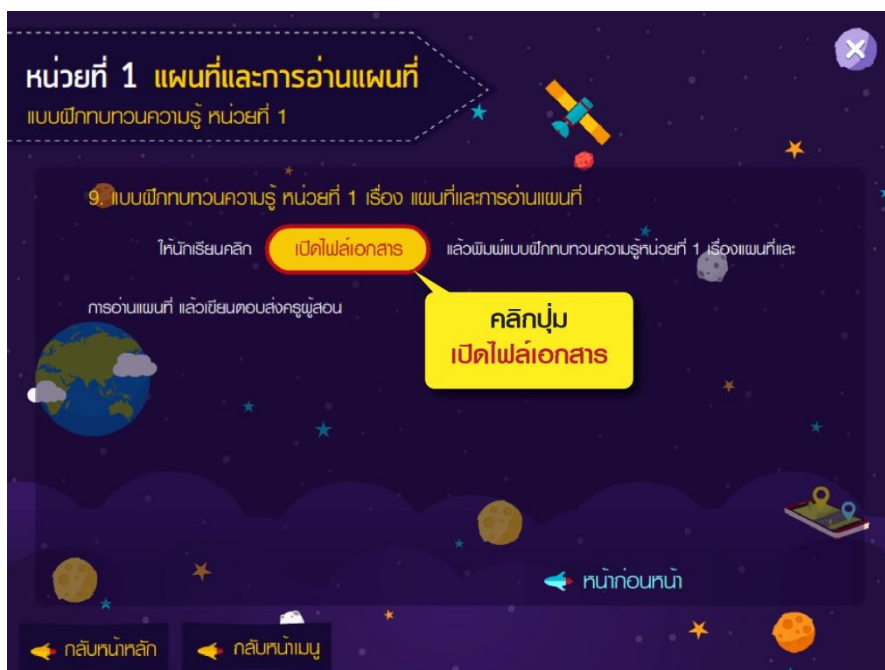 หน่วยที่ 1 แผนที่และการอ่านแผนที่
แบบฝึกทบทวนความรู้ หน่วยที่ 1
9. แบบฝึกทบทวนความรู้ หน่วยที่ 1 เรื่อง แผนที่และการอ่านแผนที่
ให้นักเรียนคลิก เปิดไฟล์เอกสาร แล้วพิมพ์แบบฝึกทบทวนความรู้หน่วยที่ 1 เรื่องแผนที่และ
การอ่านแผนที่ แล้วเขียนตอบส่งครูผู้สอน
คลิกปุ่ม
เปิดไฟล์เอกสาร
หน้าก่อนหน้า
กลับหน้าหลัก กลับหน้าเมนู